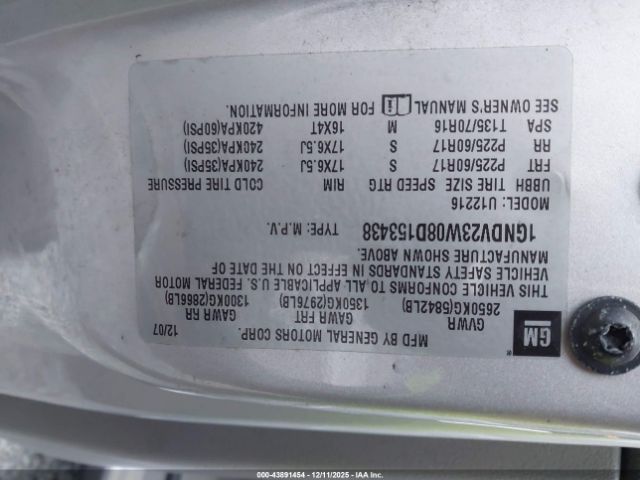 GM
MFD BY GENERAL MOTORS CORP.
12/07
GVWR GAWR FRT GAWR RR
2650KG(5842LB) 1350KG(2976LB) 1300KG(2866LB)
THIS VEHICLE CONFORMS TO ALL APPLICABLE U.S. FEDERAL MOTOR
VEHICLE SAFETY STANDARDS IN EFFECT ON THE DATE OF
MANUFACTURE SHOWN ABOVE.
1GNDV23W08D153438 TYPE: M.P.V.
MODEL: U12216
UBBH TIRE SIZE SPEED RTG RIM COLD TIRE PRESSURE
FRT P225/60R17 S 17X6.5J 240KPA(35PSI)
RR P225/60R17 S 17X6.5J 240KPA(35PSI)
SPA T135/70R16 M 16X4T 420KPA(60PSI)
SEE OWNER'S MANUAL FOR MORE INFORMATION.
000-43891454 - 12/11/2025 - IAA Inc.